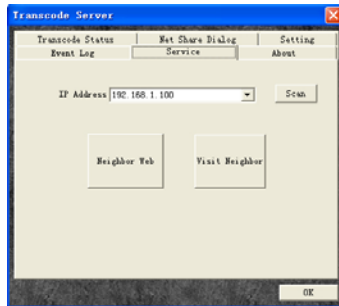 Transcode Server
Transcode Status Net Share Dialog Setting
Event Log Service About
IP Address 192.168.1.100 Scan
Neighbor Web Visit Neighbor
OK